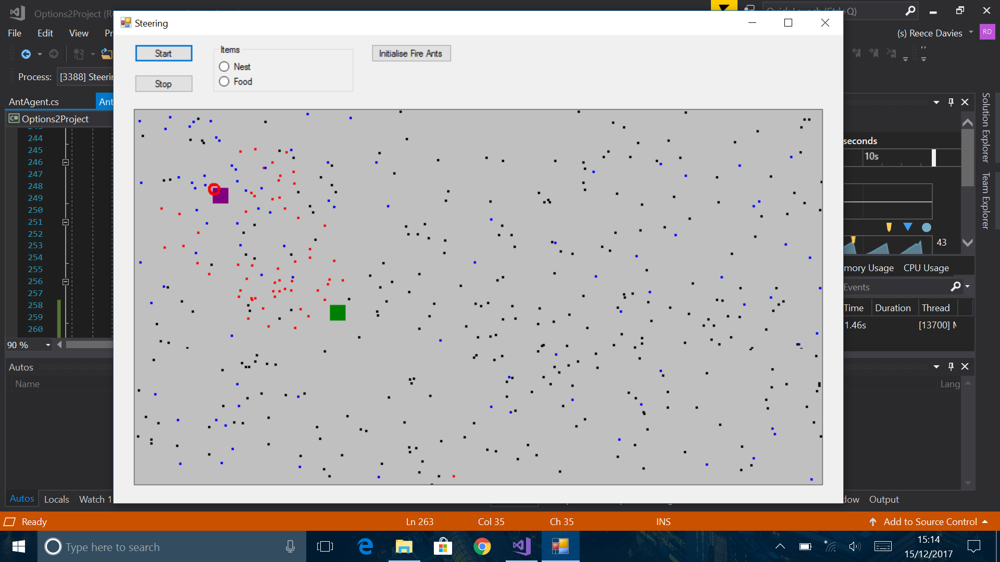 Options2Project (R
Quick Launch (Ctrl+Q)
Steering
File
Edit
View
Pr
(s) Reece Davies
RD
Start
Items
Nest
Food
Initialise Fire Ants
Stop
Process:
[3388] Steerin
AntAgent.cs
Ant
C# Options2Project
244
245
246
247
248
249
250
251
252
253
254
255
256
257
258
259
260
90 %
seconds
10s
43
mory Usage
CPU Usage
Events
Time
Duration
Thread
1.46s
[13700] M
Solution Explorer
Team Explorer
Autos
Name
Lang
Autos
Locals
Watch 1
dow
Output
Ready
Ln 263
Col 35
Ch 35
INS
Add to Source Control
Type here to search
15:14
15/12/2017